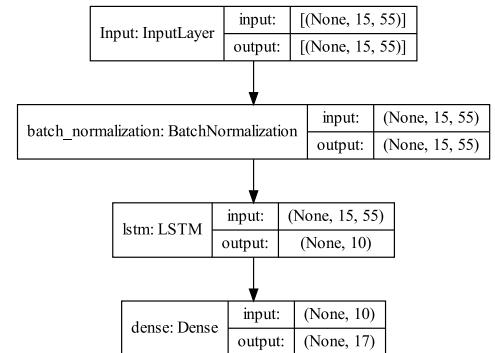 Input: InputLayer
input: [(None, 15, 55)]
output: [(None, 15, 55)]
batch_normalization: BatchNormalization
input: (None, 15, 55)
output: (None, 15, 55)
lstm: LSTM
input: (None, 15, 55)
output: (None, 10)
dense: Dense
input: (None, 10)
output: (None, 17)